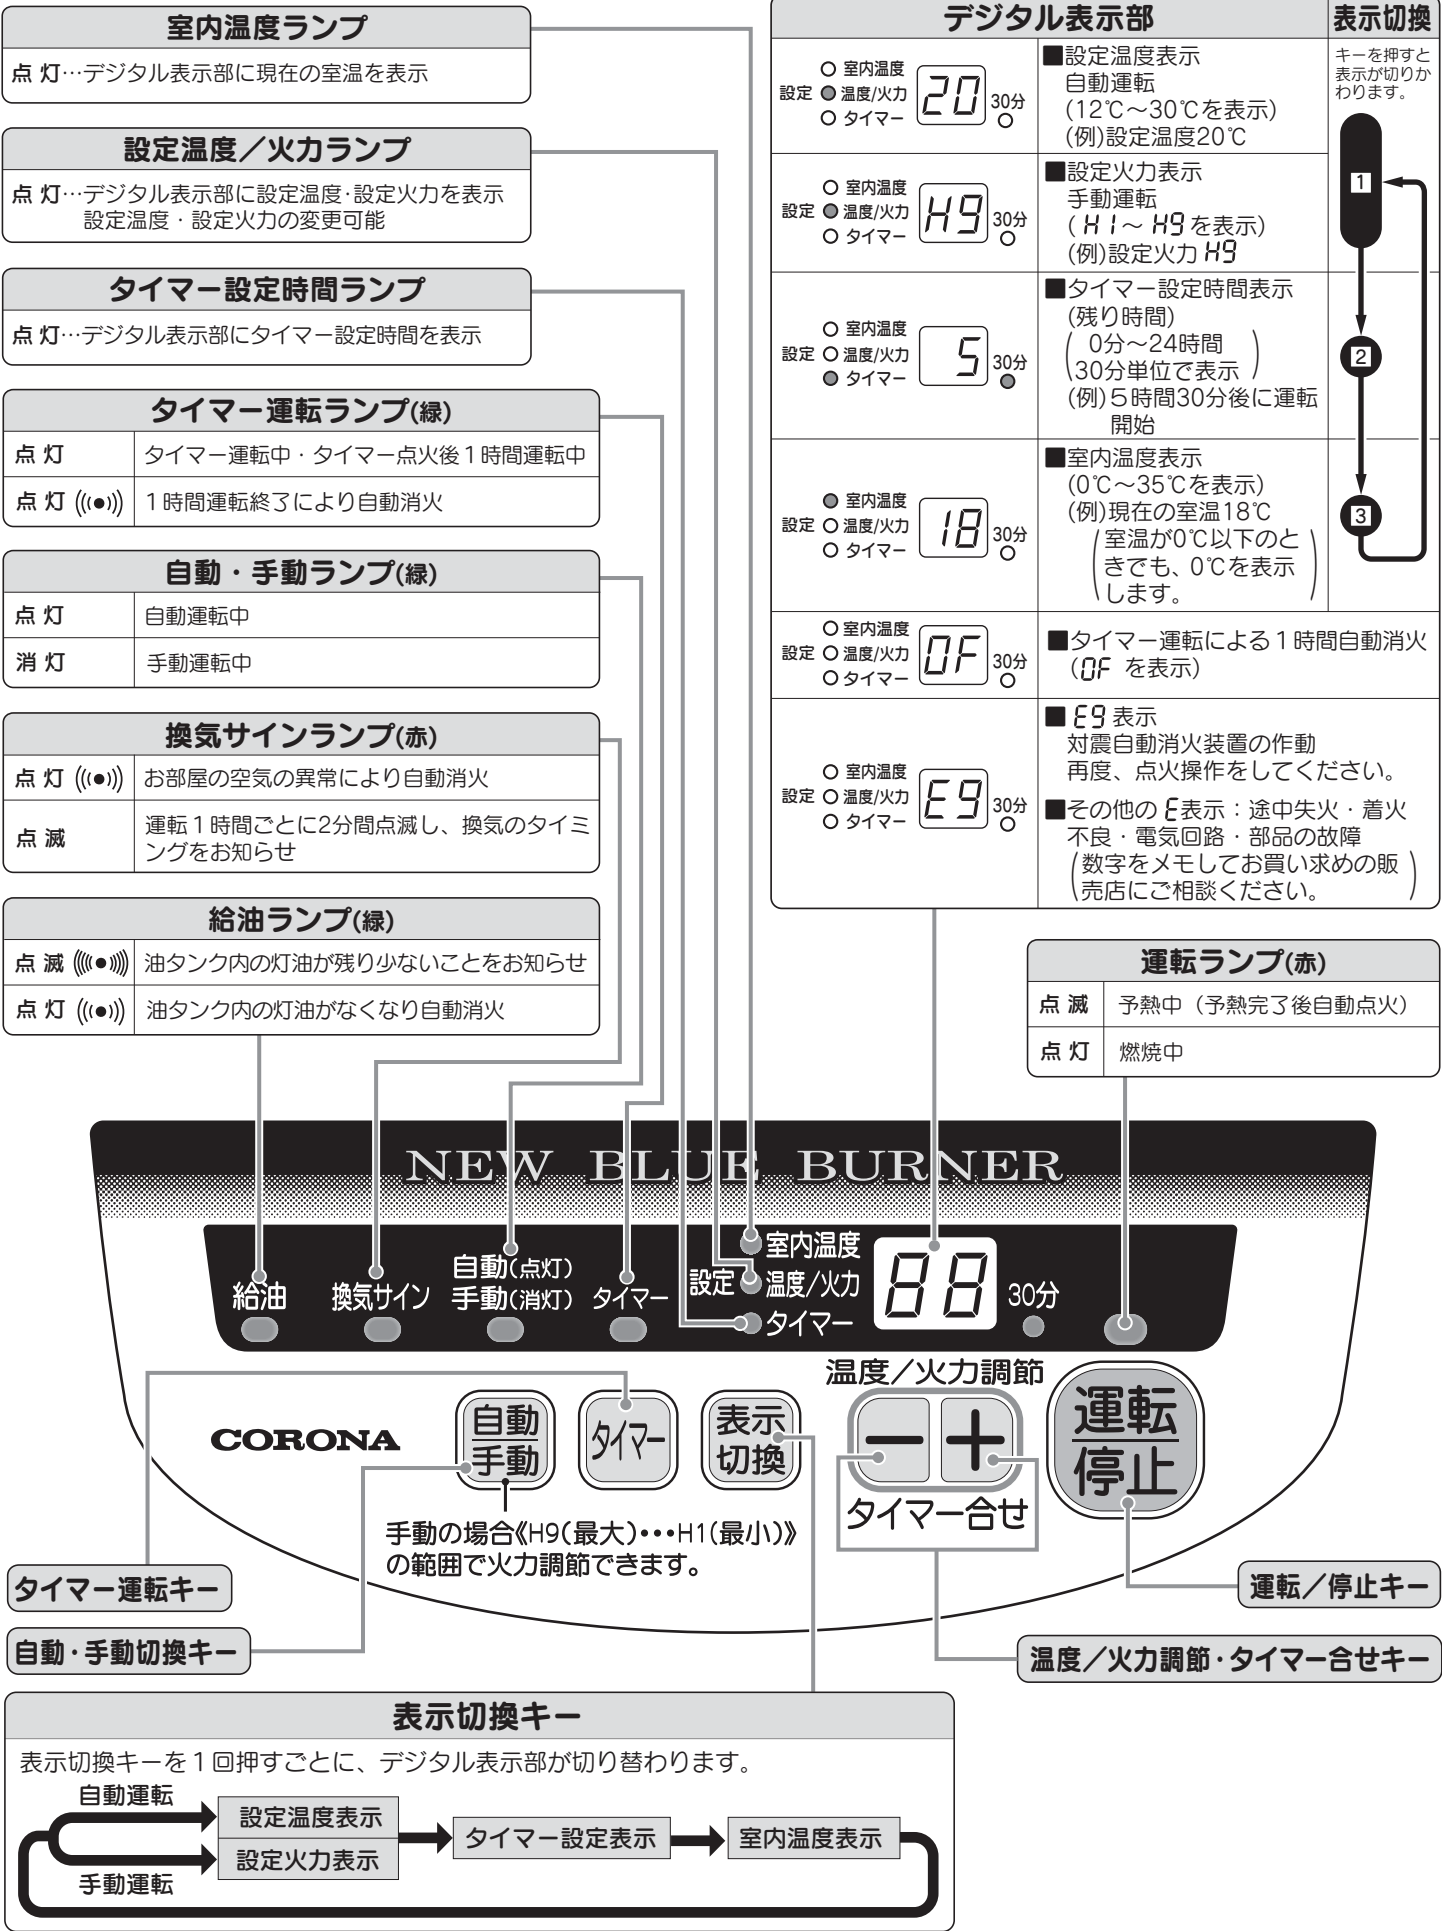 室内温度ランプ
点 灯…デジタル表示部に現在の室温を表示
設定温度／火力ランプ
点 灯…デジタル表示部に設定温度･設定火力を表示
設定温度・設定火力の変更可能
タイマー設定時間ランプ
点 灯…デジタル表示部にタイマー設定時間を表示
タイマー運転ランプ(緑)
点 灯 タイマー運転中・タイマー点火後１時間運転中
点 灯 １時間運転終了により自動消火
自動・手動ランプ(緑)
点 灯 自動運転中
消 灯 手動運転中
換気サインランプ(赤)
点 灯 お部屋の空気の異常により自動消火
点 滅 運転１時間ごとに2分間点滅し、換気のタイミ
ングをお知らせ
給油ランプ(緑)
点 滅 油タンク内の灯油が残り少ないことをお知らせ
点 灯 油タンク内の灯油がなくなり自動消火
デジタル表示部 表示切換
室内温度
設定 温度/火力 20 30分
タイマー
■設定温度表示
自動運転
(12℃～30℃を表示)
(例)設定温度20℃
キーを押すと
表示が切りか
わります。
1
室内温度
設定 温度/火力 H9 30分
タイマー
■設定火力表示
手動運転
(H1～H9を表示)
(例)設定火力H9
室内温度
設定 温度/火力 5 30分
タイマー
■タイマー設定時間表示
(残り時間)
(0分～24時間
30分単位で表示)
(例)５時間30分後に運転
開始
2
室内温度
設定 温度/火力 18 30分
タイマー
■室内温度表示
(0℃～35℃を表示)
(例)現在の室温18℃
(室温が0℃以下のと
きでも、0℃を表示
します。)
3
室内温度
設定 温度/火力 0F 30分
タイマー
■タイマー運転による１時間自動消火
(0F を表示)
室内温度
設定 温度/火力 E9 30分
タイマー
■E9表示
対震自動消火装置の作動
再度、点火操作をしてください。
■その他のE表示：途中失火・着火
不良・電気回路・部品の故障
(数字をメモしてお買い求めの販
売店にご相談ください。)
運転ランプ(赤)
点 滅 予熱中（予熱完了後自動点火）
点 灯 燃焼中
NEW BLUE BURNER
給油
換気サイン
自動(点灯)
手動(消灯)
タイマー
室内温度
設定 温度/火力
タイマー
88
30分
温度／火力調節
CORONA
自動
手動
タイマー
表示
切換
－ ＋
タイマー合せ
運転
停止
手動の場合《H9(最大)･･･H1(最小)》
の範囲で火力調節できます。
タイマー運転キー
自動･手動切換キー
運転／停止キー
温度／火力調節･タイマー合せキー
表示切換キー
表示切換キーを１回押すごとに、デジタル表示部が切り替わります。
自動運転
設定温度表示
設定火力表示
手動運転
タイマー設定表示
室内温度表示